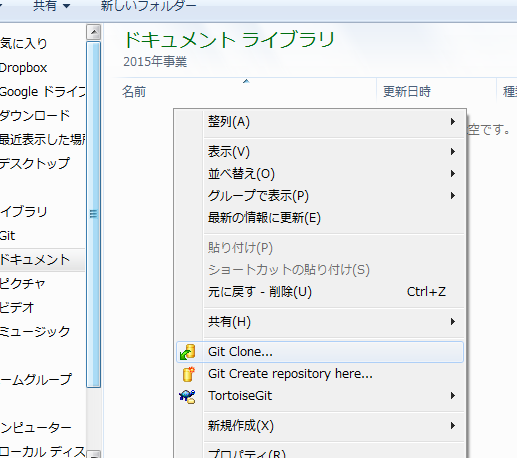 共有 ▼ 新しいフォルダー
気に入り
Dropbox
Google ドライブ
ダウンロード
最近表示した場所
デスクトップ
イブラリ
Git
ドキュメント
ピクチャ
ビデオ
ミュージック
ームグループ
ンピューター
ローカル ディス
ドキュメント ライブラリ
2015年事業
名前 更新日時 種
空です。
整列(A)
表示(V)
並べ替え(O)
グループで表示(P)
最新の情報に更新(E)
貼り付け(P)
ショートカットの貼り付け(S)
元に戻す - 削除(U) Ctrl+Z
共有(H)
Git Clone...
Git Create repository here...
TortoiseGit
新規作成(X)
プロパティ(R)